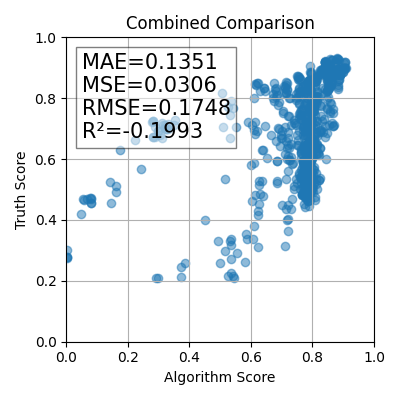 Combined Comparison
MAE=0.1351
MSE=0.0306
RMSE=0.1748
R²=-0.1993
Truth Score
1.0
0.8
0.6
0.4
0.2
0.0
0.0 0.2 0.4 0.6 0.8 1.0
Algorithm Score